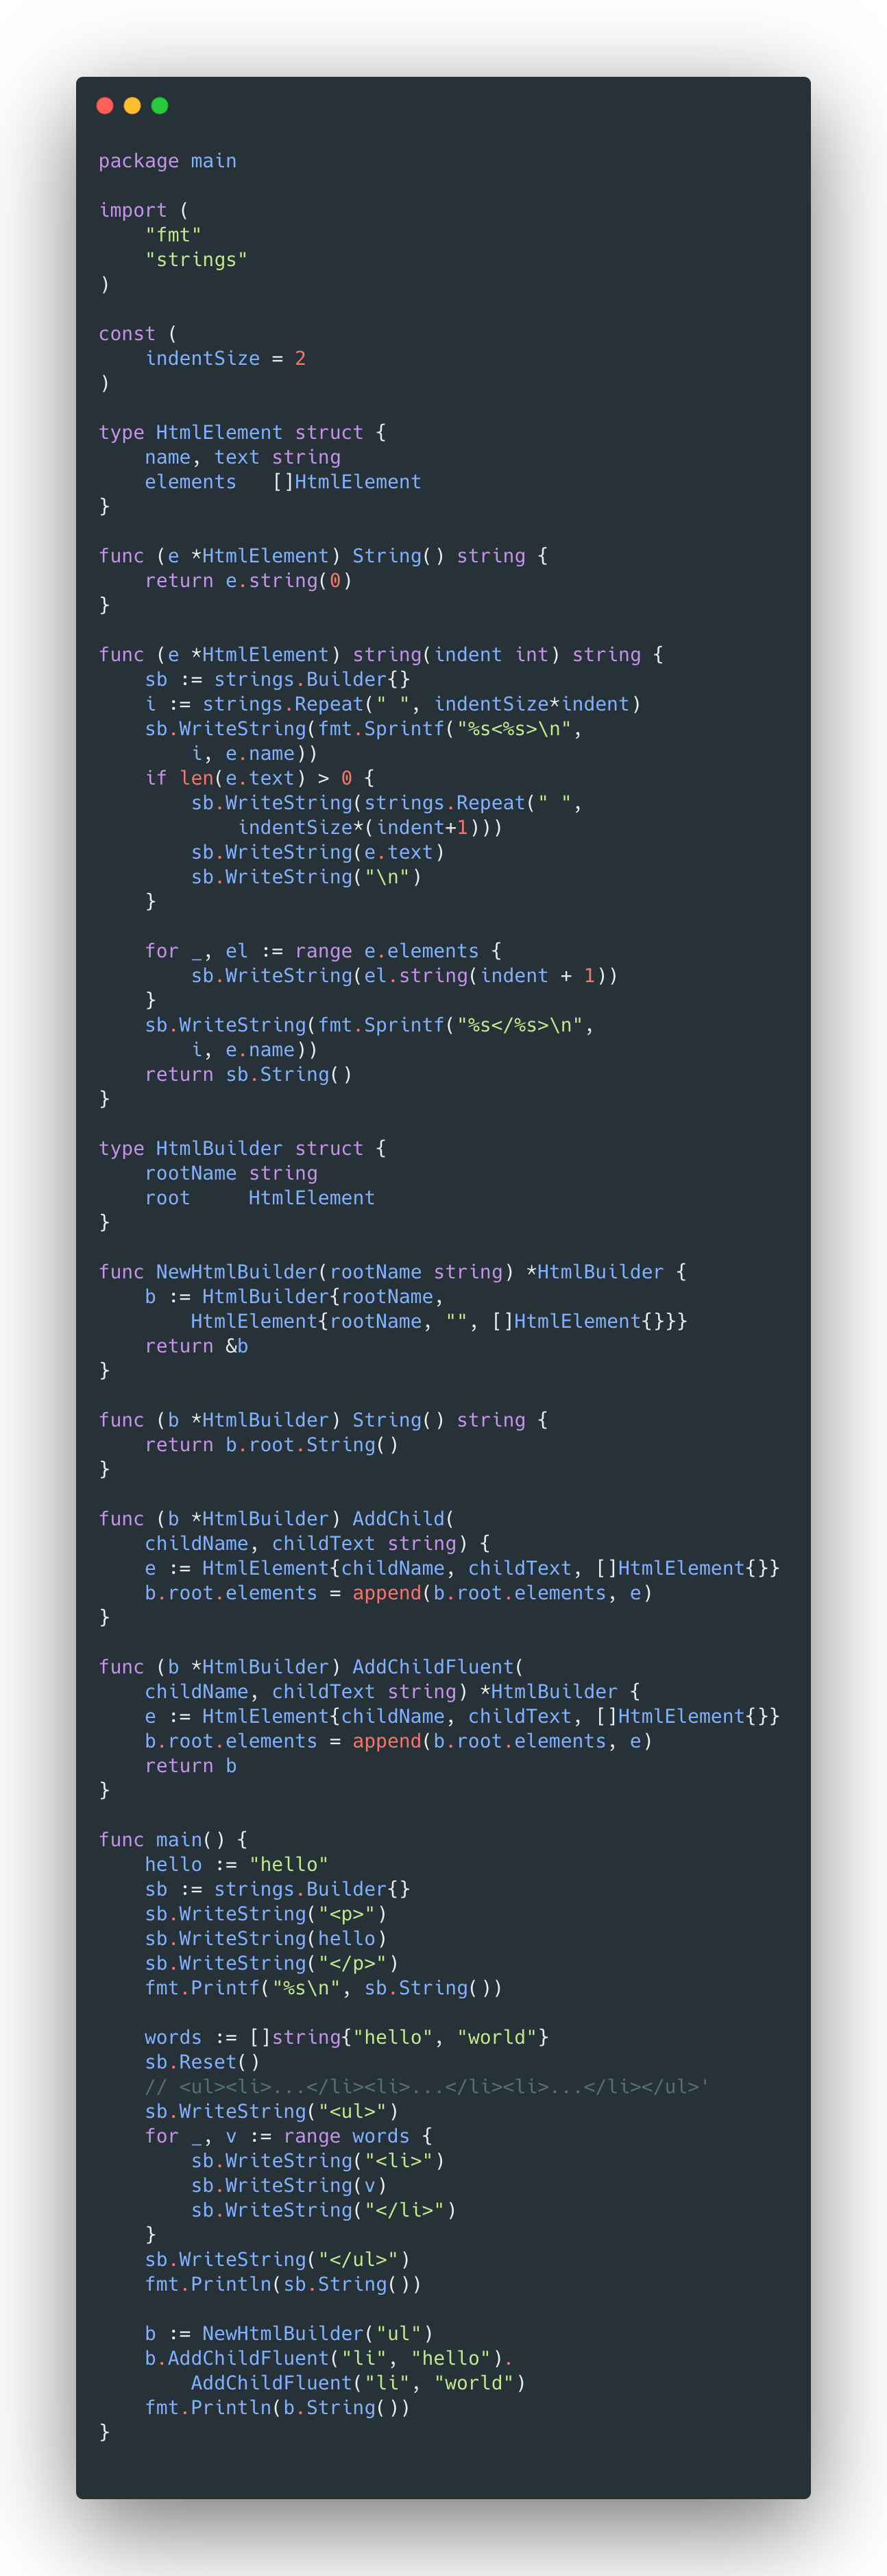 package main

import (
    "fmt"
    "strings"
)

const (
    indentSize = 2
)

type HtmlElement struct {
    name, text string
    elements   []HtmlElement
}

func (e *HtmlElement) String() string {
    return e.string(0)
}

func (e *HtmlElement) string(indent int) string {
    sb := strings.Builder{}
    i := strings.Repeat(" ", indentSize*indent)
    sb.WriteString(fmt.Sprintf("%s<%s>\n",
        i, e.name))
    if len(e.text) > 0 {
        sb.WriteString(strings.Repeat(" ",
            indentSize*(indent+1)))
        sb.WriteString(e.text)
        sb.WriteString("\n")
    }

    for _, el := range e.elements {
        sb.WriteString(el.string(indent + 1))
    }
    sb.WriteString(fmt.Sprintf("%s</%s>\n",
        i, e.name))
    return sb.String()
}

type HtmlBuilder struct {
    rootName string
    root     HtmlElement
}

func NewHtmlBuilder(rootName string) *HtmlBuilder {
    b := HtmlBuilder{rootName,
        HtmlElement{rootName, "", []HtmlElement{}}}
    return &b
}

func (b *HtmlBuilder) String() string {
    return b.root.String()
}

func (b *HtmlBuilder) AddChild(
    childName, childText string) {
    e := HtmlElement{childName, childText, []HtmlElement{}}
    b.root.elements = append(b.root.elements, e)
}

func (b *HtmlBuilder) AddChildFluent(
    childName, childText string) *HtmlBuilder {
    e := HtmlElement{childName, childText, []HtmlElement{}}
    b.root.elements = append(b.root.elements, e)
    return b
}

func main() {
    hello := "hello"
    sb := strings.Builder{}
    sb.WriteString("<p>")
    sb.WriteString(hello)
    sb.WriteString("</p>")
    fmt.Printf("%s\n", sb.String())

    words := []string{"hello", "world"}
    sb.Reset()
    // <ul><li>...</li><li>...</li><li>...</li></ul>'
    sb.WriteString("<ul>")
    for _, v := range words {
        sb.WriteString("<li>")
        sb.WriteString(v)
        sb.WriteString("</li>")
    }
    sb.WriteString("</ul>")
    fmt.Println(sb.String())

    b := NewHtmlBuilder("ul")
    b.AddChildFluent("li", "hello").
        AddChildFluent("li", "world")
    fmt.Println(b.String())
}